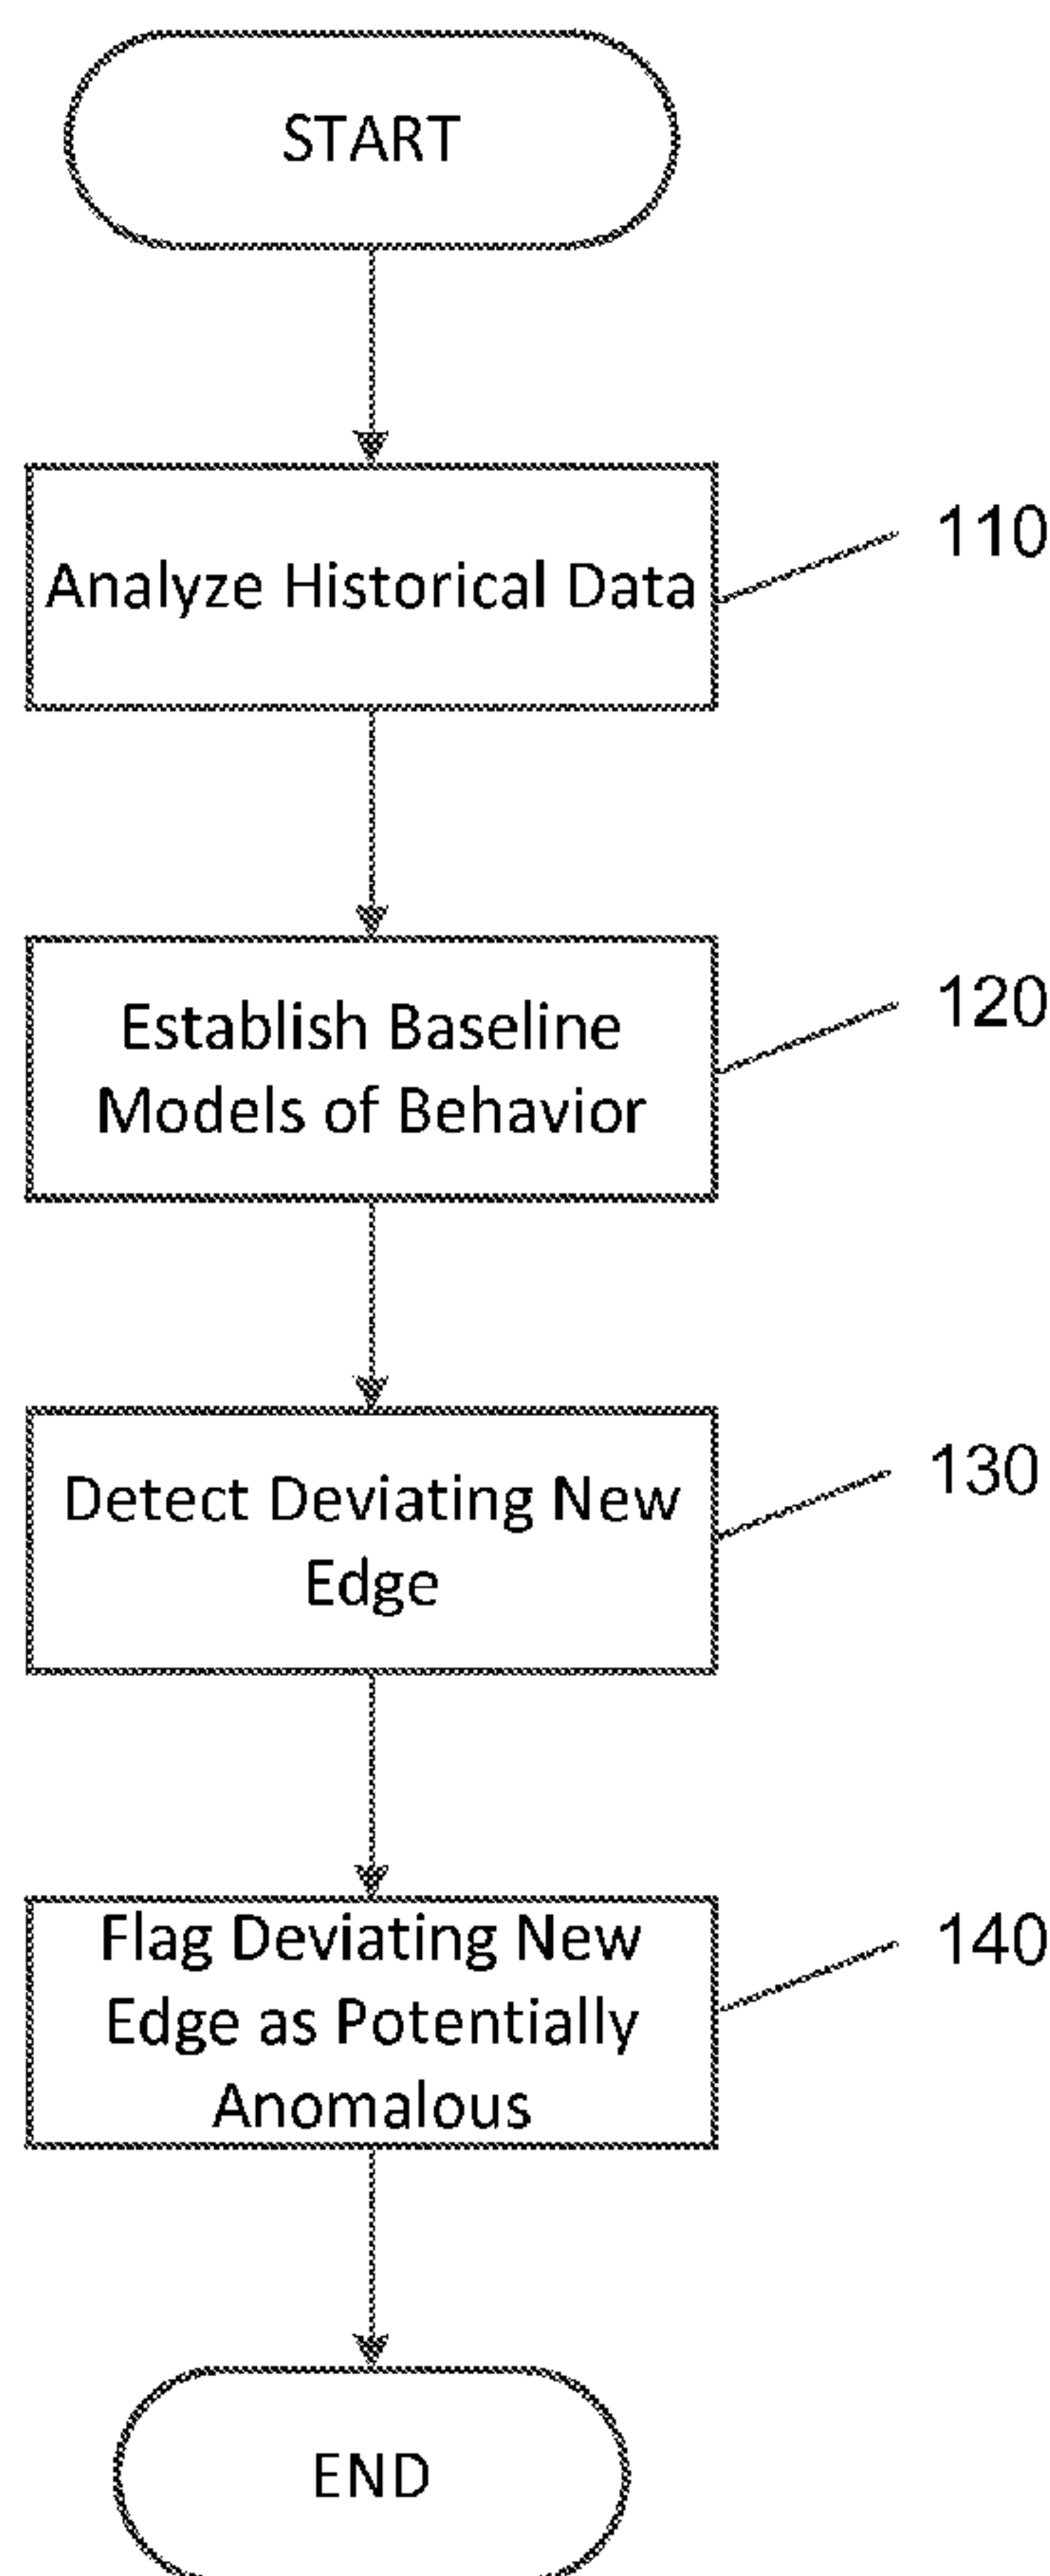 START
Analyze Historical Data
110
Establish Baseline
Models of Behavior
120
Detect Deviating New
Edge
130
Flag Deviating New
Edge as Potentially
Anomalous
140
END